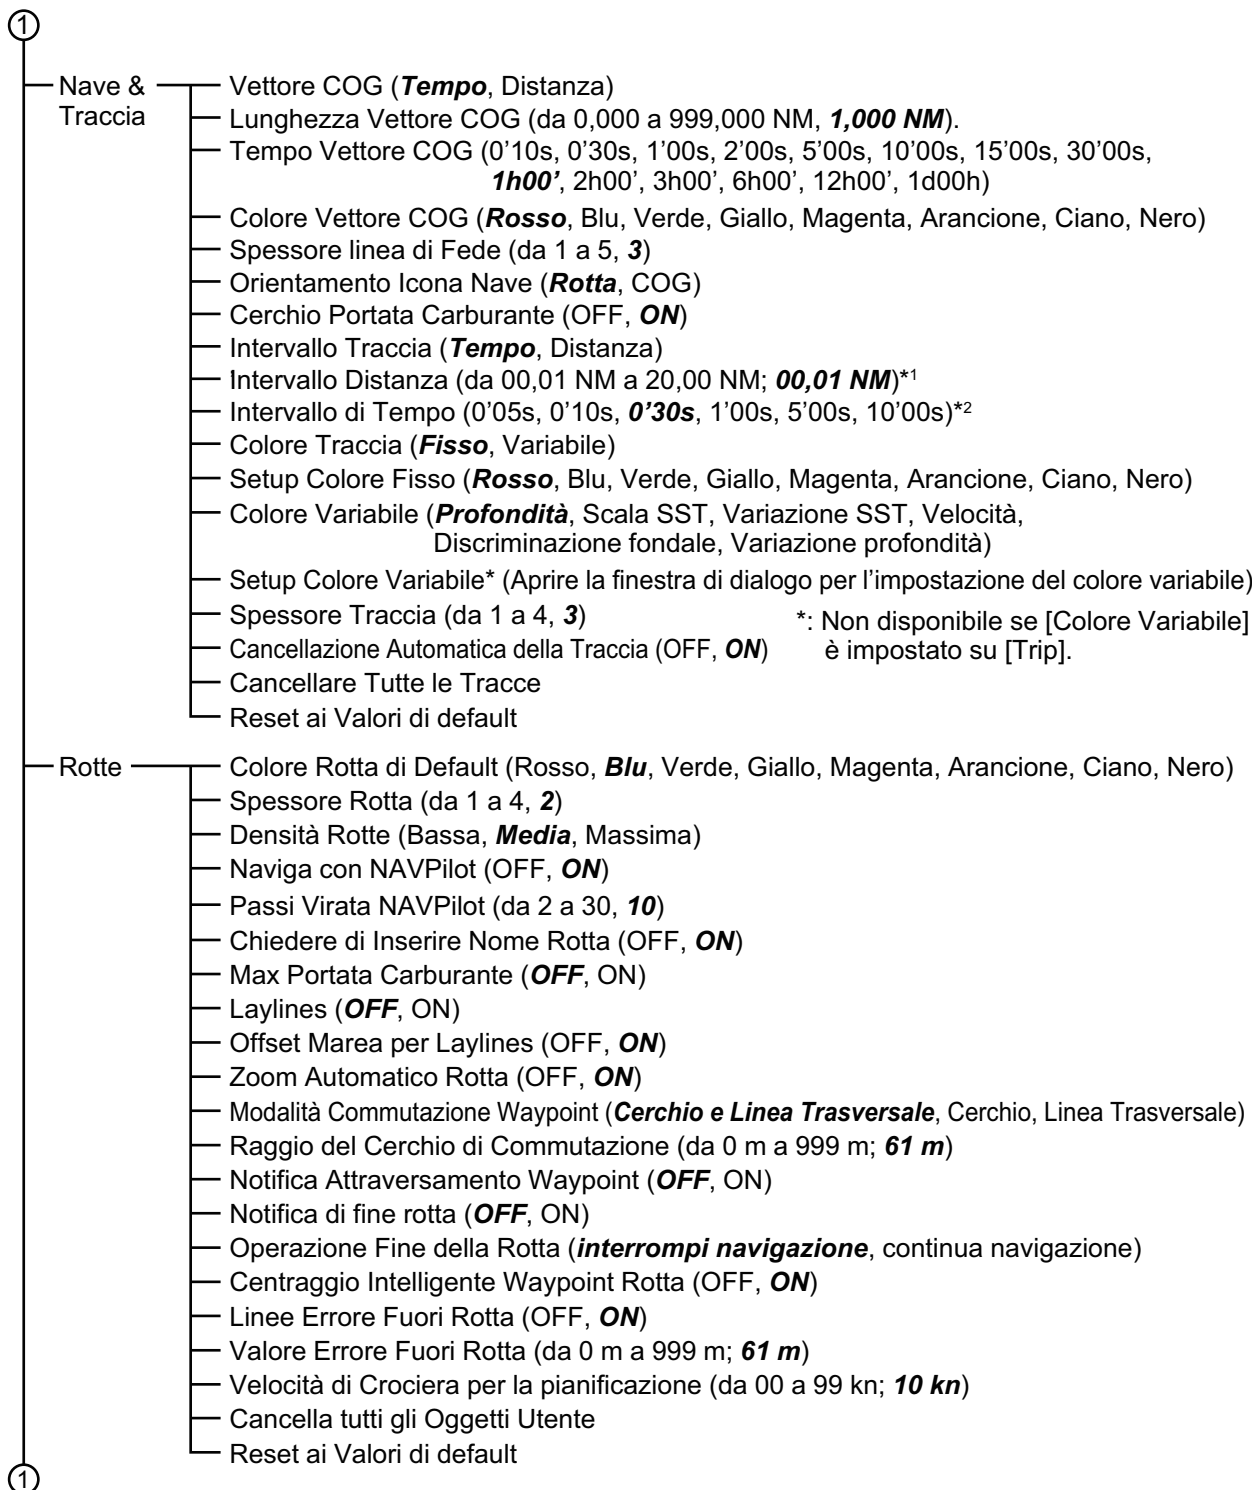 1
Nave &
Traccia
Vettore COG (Tempo, Distanza)
Lunghezza Vettore COG (da 0,000 a 999,000 NM, 1,000 NM).
Tempo Vettore COG (0’10s, 0’30s, 1’00s, 2’00s, 5’00s, 10’00s, 15’00s, 30’00s,
1h00’, 2h00’, 3h00’, 6h00’, 12h00’, 1d00h)
Colore Vettore COG (Rosso, Blu, Verde, Giallo, Magenta, Arancione, Ciano, Nero)
Spessore linea di Fede (da 1 a 5, 3)
Orientamento Icona Nave (Rotta, COG)
Cerchio Portata Carburante (OFF, ON)
Intervallo Traccia (Tempo, Distanza)
Intervallo Distanza (da 00,01 NM a 20,00 NM; 00,01 NM)*1
Intervallo di Tempo (0’05s, 0’10s, 0’30s, 1’00s, 5’00s, 10’00s)*2
Colore Traccia (Fisso, Variabile)
Setup Colore Fisso (Rosso, Blu, Verde, Giallo, Magenta, Arancione, Ciano, Nero)
Colore Variabile (Profondità, Scala SST, Variazione SST, Velocità,
Discriminazione fondale, Variazione profondità)
Setup Colore Variabile* (Aprire la finestra di dialogo per l’impostazione del colore variabile)
Spessore Traccia (da 1 a 4, 3)
Cancellazione Automatica della Traccia (OFF, ON)
*: Non disponibile se [Colore Variabile]
è impostato su [Trip].
Cancellare Tutte le Tracce
Reset ai Valori di default
Rotte
Colore Rotta di Default (Rosso, Blu, Verde, Giallo, Magenta, Arancione, Ciano, Nero)
Spessore Rotta (da 1 a 4, 2)
Densità Rotte (Bassa, Media, Massima)
Naviga con NAVPilot (OFF, ON)
Passi Virata NAVPilot (da 2 a 30, 10)
Chiedere di Inserire Nome Rotta (OFF, ON)
Max Portata Carburante (OFF, ON)
Laylines (OFF, ON)
Offset Marea per Laylines (OFF, ON)
Zoom Automatico Rotta (OFF, ON)
Modalità Commutazione Waypoint (Cerchio e Linea Trasversale, Cerchio, Linea Trasversale)
Raggio del Cerchio di Commutazione (da 0 m a 999 m; 61 m)
Notifica Attraversamento Waypoint (OFF, ON)
Notifica di fine rotta (OFF, ON)
Operazione Fine della Rotta (interrompi navigazione, continua navigazione)
Centraggio Intelligente Waypoint Rotta (OFF, ON)
Linee Errore Fuori Rotta (OFF, ON)
Valore Errore Fuori Rotta (da 0 m a 999 m; 61 m)
Velocità di Crociera per la pianificazione (da 00 a 99 kn; 10 kn)
Cancella tutti gli Oggetti Utente
Reset ai Valori di default
1